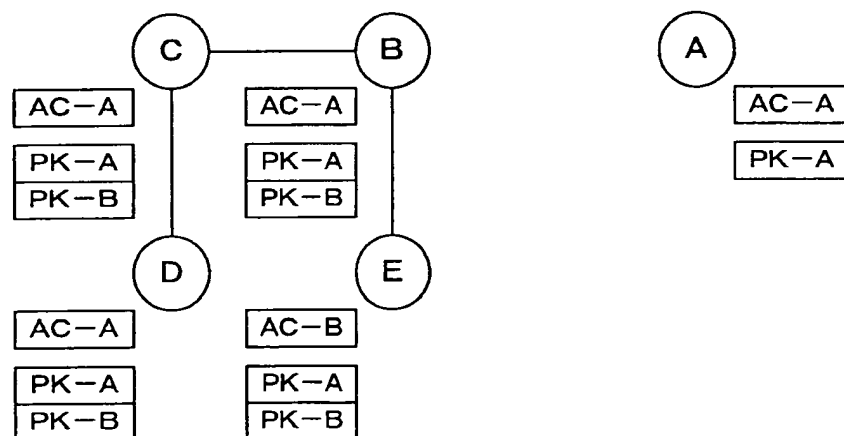 C B A
AC-A AC-A AC-A
PK-A PK-A PK-A
PK-B PK-B
D E
AC-A AC-B
PK-A PK-A
PK-B PK-B